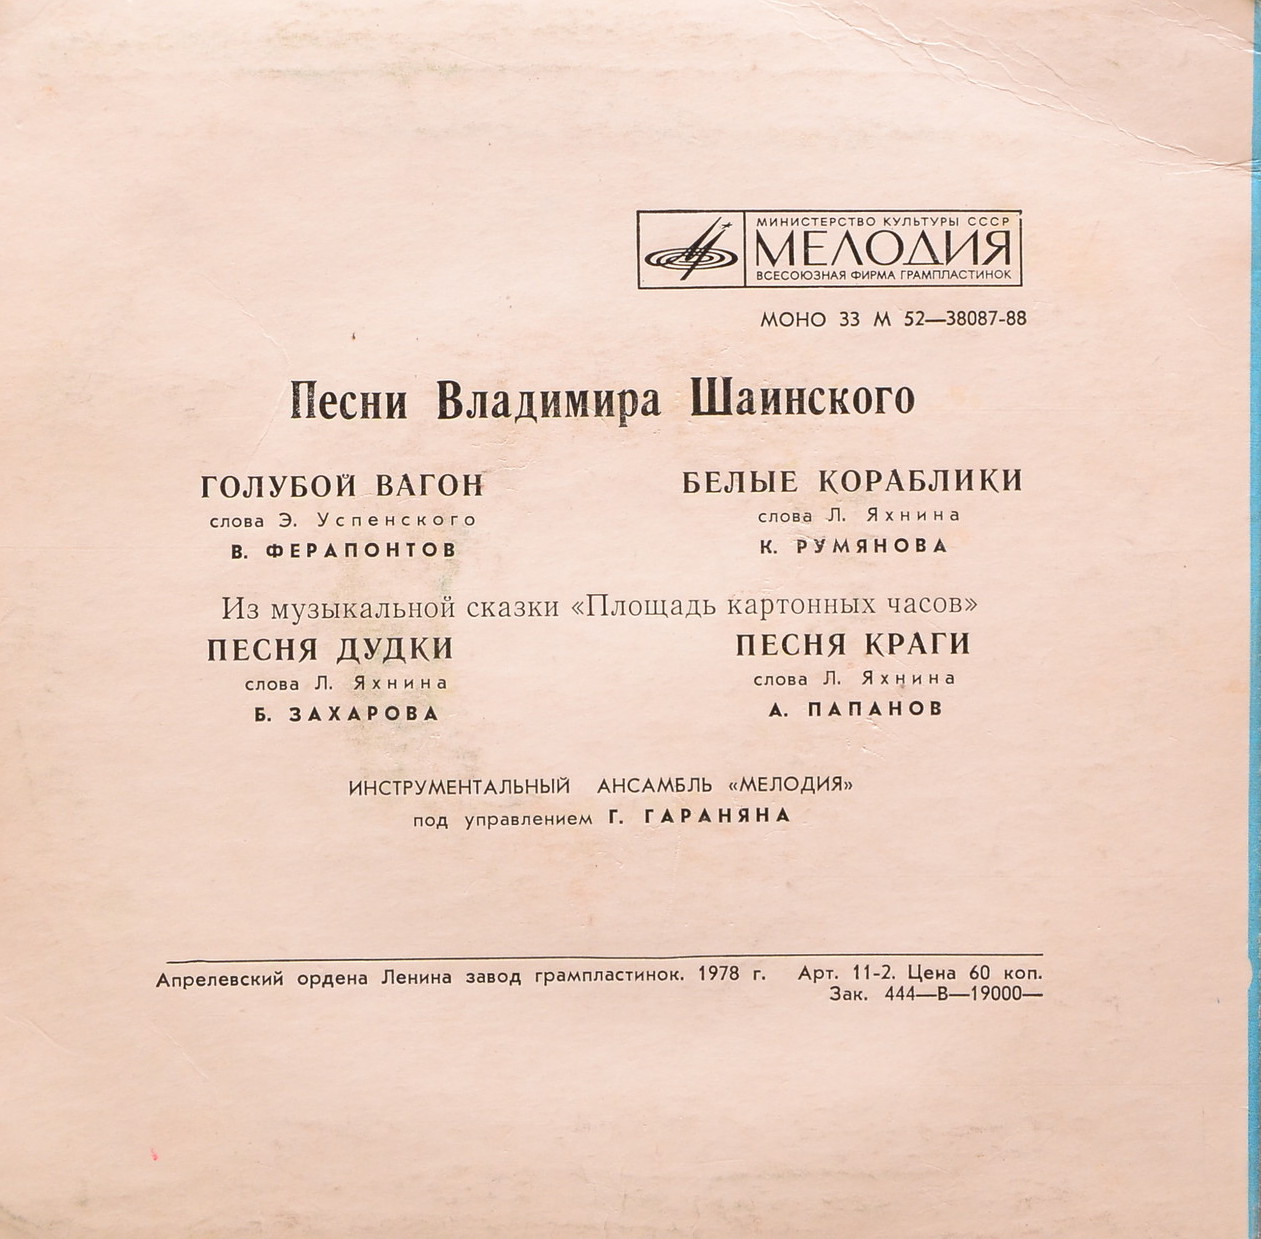 МИНИСТЕРСТВО КУЛЬТУРЫ СССР
МЕЛОДИЯ
ВСЕСОЮЗНАЯ ФИРМА ГРАМПЛАСТИНОК
МОНО 33 М 52—38087-88
Песни Владимира Шаинского
ГОЛУБОЙ ВАГОН
слова Э. Успенского
В. ФЕРАПОНТОВ
БЕЛЫЕ КОРАБЛИКИ
слова Л. Яхнина
К. РУМЯНОВА
Из музыкальной сказки «Площадь картонных часов»
ПЕСНЯ ДУДКИ
слова Л. Яхнина
Б. ЗАХАРОВА
ПЕСНЯ КРАГИ
слова Л. Яхнина
А. ПАПАНОВ
ИНСТРУМЕНТАЛЬНЫЙ АНСАМБЛЬ «МЕЛОДИЯ»
под управлением Г. ГАРАНЯНА
Апрелевский ордена Ленина завод грампластинок. 1978 г. Арт. 11-2. Цена 60 коп.
Зак. 444—В—19000—